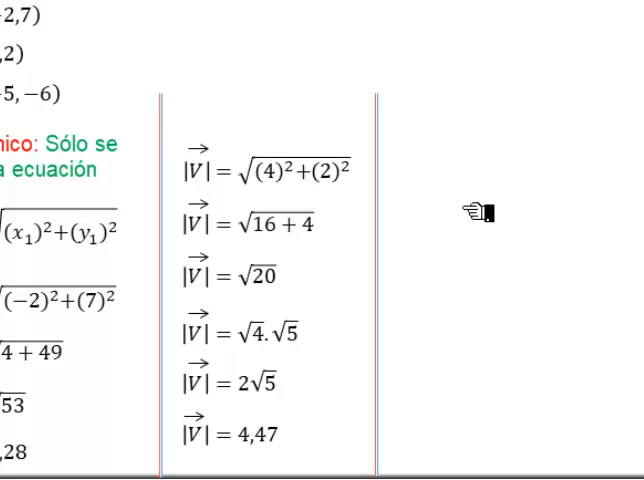 -2,7)
,2)
-5, −6)
nico: Sólo se
a ecuación
√(x₁)²+(y₁)²
√(−2)²+(7)²
√4 + 49
√53
,28
|V⃗| = √(4)²+(2)²
|V⃗| = √16 + 4
|V⃗| = √20
|V⃗| = √4.√5
|V⃗| = 2√5
|V⃗| = 4,47